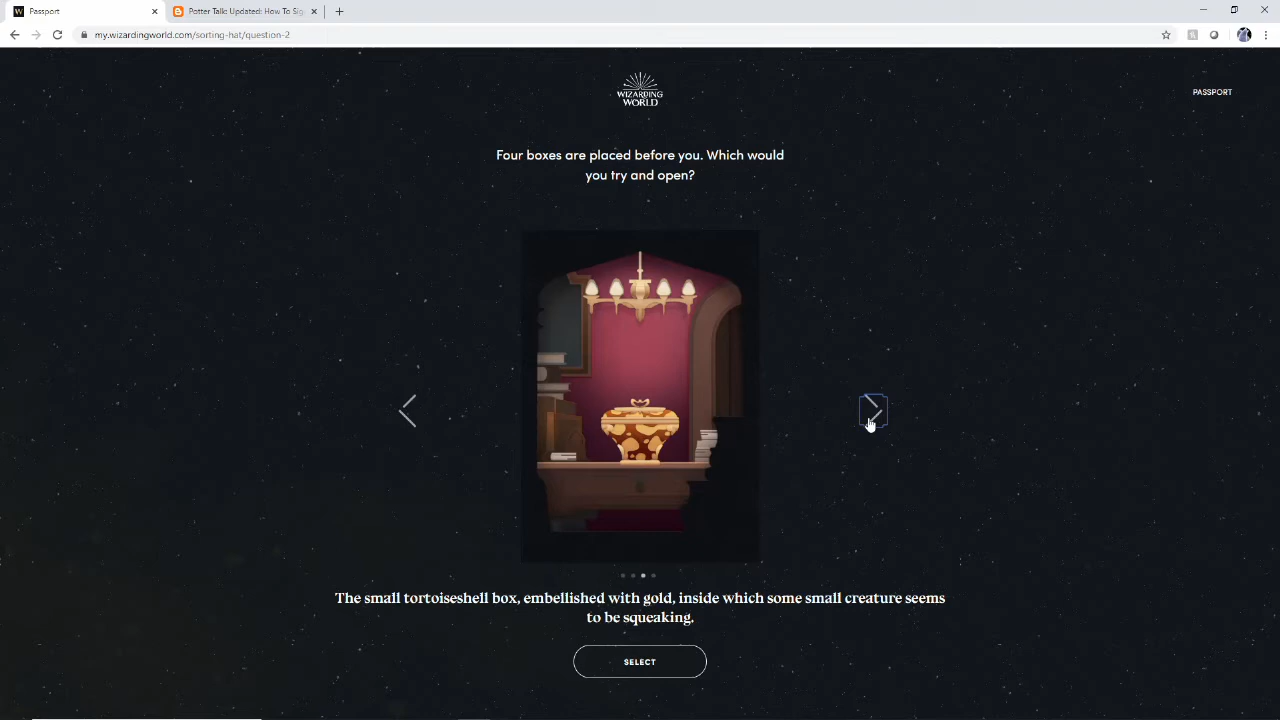 Passport
Potter Talk: Updated: How To Sig
my.wizardingworld.com/sorting-hat/question-2
WIZARDING
WORLD
PASSPORT
Four boxes are placed before you. Which would
you try and open?
The small tortoiseshell box, embellished with gold, inside which some small creature seems
to be squeaking.
SELECT